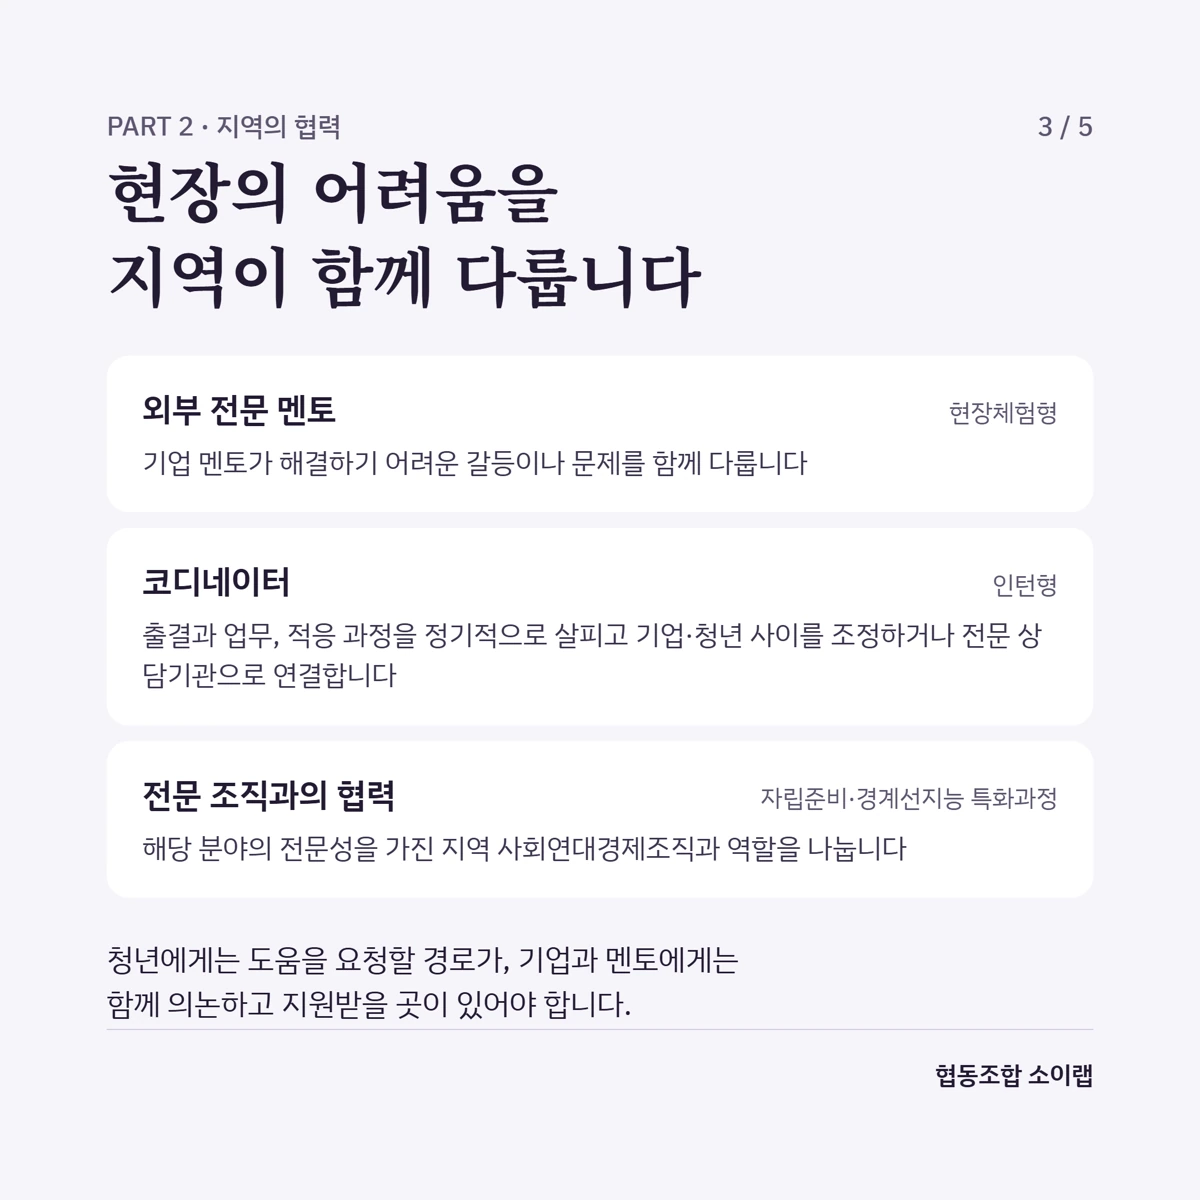 PART 2 · 지역의 협력
3 / 5
현장의 어려움을
지역이 함께 다룹니다
외부 전문 멘토
현장체험형
기업 멘토가 해결하기 어려운 갈등이나 문제를 함께 다룹니다
코디네이터
인턴형
출결과 업무, 적응 과정을 정기적으로 살피고 기업·청년 사이를 조정하거나 전문 상
담기관으로 연결합니다
전문 조직과의 협력
자립준비·경계선지능 특화과정
해당 분야의 전문성을 가진 지역 사회연대경제조직과 역할을 나눕니다
청년에게는 도움을 요청할 경로가, 기업과 멘토에게는
함께 의논하고 지원받을 곳이 있어야 합니다.
협동조합 소이랩